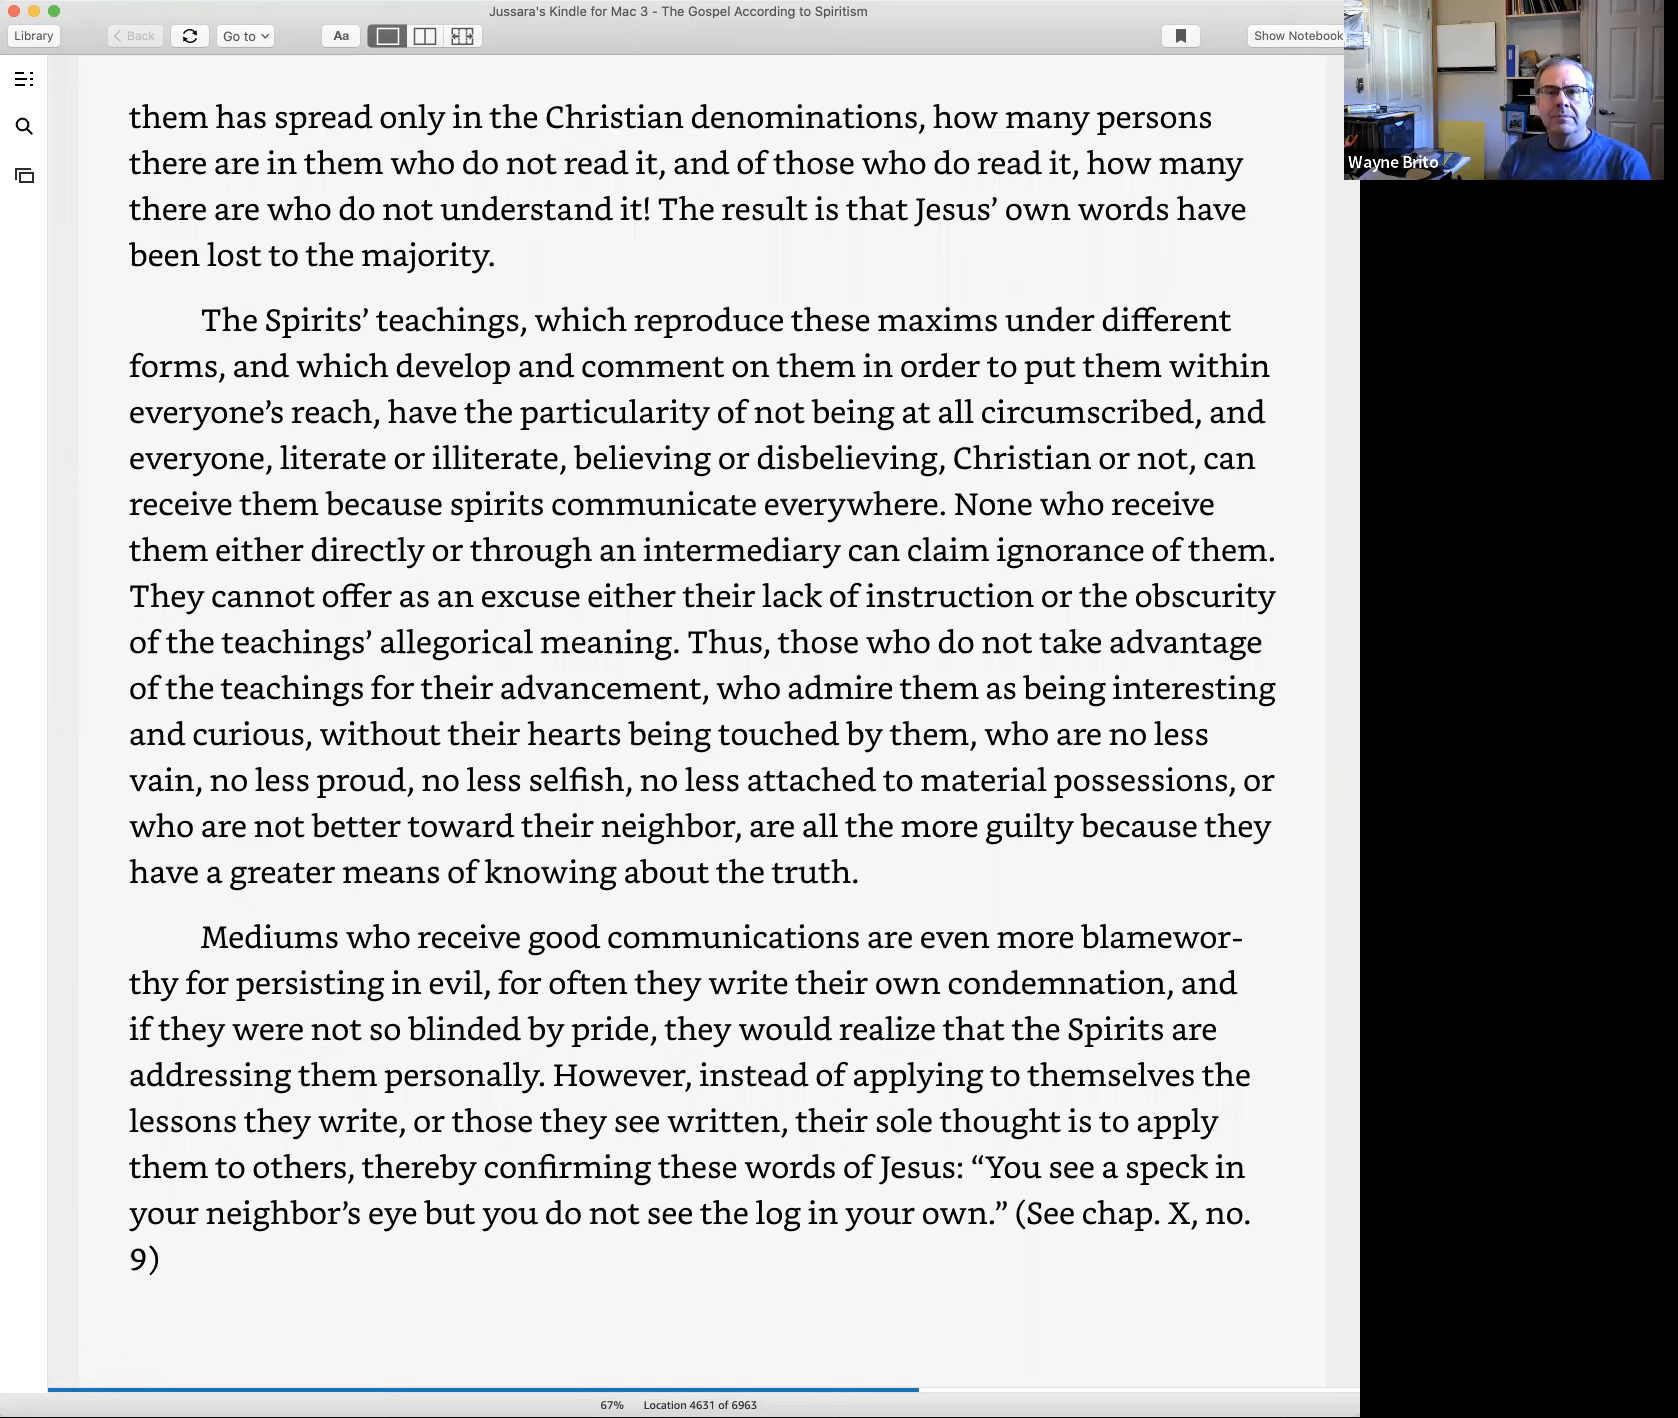 Jussara's Kindle for Mac 3 - The Gospel According to Spiritism
Library
Back
Go to
Aa
Show Notebook
Wayne Brito
them has spread only in the Christian denominations, how many persons
there are in them who do not read it, and of those who do read it, how many
there are who do not understand it! The result is that Jesus’ own words have
been lost to the majority.
The Spirits’ teachings, which reproduce these maxims under different
forms, and which develop and comment on them in order to put them within
everyone’s reach, have the particularity of not being at all circumscribed, and
everyone, literate or illiterate, believing or disbelieving, Christian or not, can
receive them because spirits communicate everywhere. None who receive
them either directly or through an intermediary can claim ignorance of them.
They cannot offer as an excuse either their lack of instruction or the obscurity
of the teachings’ allegorical meaning. Thus, those who do not take advantage
of the teachings for their advancement, who admire them as being interesting
and curious, without their hearts being touched by them, who are no less
vain, no less proud, no less selfish, no less attached to material possessions, or
who are not better toward their neighbor, are all the more guilty because they
have a greater means of knowing about the truth.
Mediums who receive good communications are even more blamewor-
thy for persisting in evil, for often they write their own condemnation, and
if they were not so blinded by pride, they would realize that the Spirits are
addressing them personally. However, instead of applying to themselves the
lessons they write, or those they see written, their sole thought is to apply
them to others, thereby confirming these words of Jesus: “You see a speck in
your neighbor’s eye but you do not see the log in your own.” (See chap. X, no.
9)
67% Location 4631 of 6963